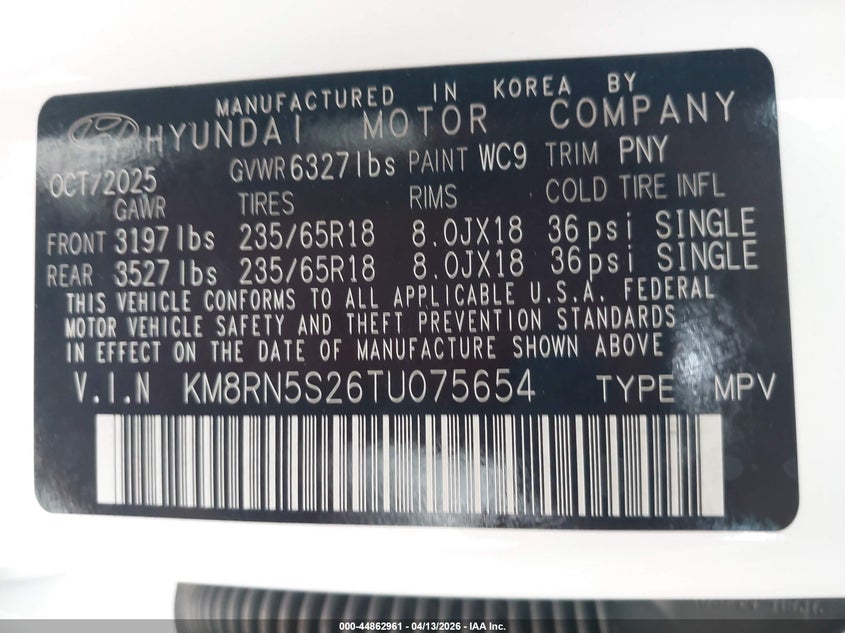 MANUFACTURED IN KOREA BY
HYUNDAI MOTOR COMPANY
OCT/2025 GVWR 6327lbs PAINT WC9 TRIM PNY
GAWR TIRES RIMS COLD TIRE INFL
FRONT 3197lbs 235/65R18 8.0JX18 36psi SINGLE
REAR 3527lbs 235/65R18 8.0JX18 36psi SINGLE
THIS VEHICLE CONFORMS TO ALL APPLICABLE U.S.A. FEDERAL
MOTOR VEHICLE SAFETY AND THEFT PREVENTION STANDARDS
IN EFFECT ON THE DATE OF MANUFACTURE SHOWN ABOVE
V.I.N KM8RN5S26TU075654 TYPE MPV
000-44862961 - 04/13/2026 - IAA Inc.